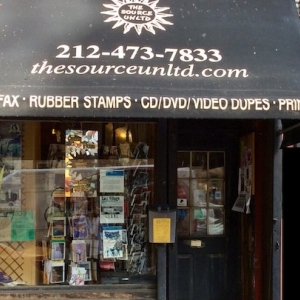 THE
SOURCE
UNLTD
212-473-7833
thesourceunltd.com
FAX · RUBBER STAMPS · CD/DVD/VIDEO DUPES · PRI